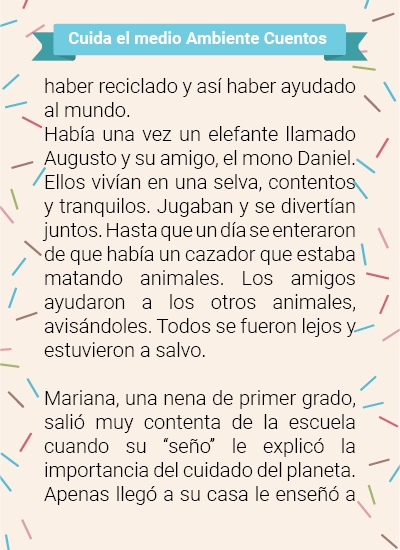 Cuida el medio Ambiente Cuentos
haber reciclado y así haber ayudado
al mundo.
Había una vez un elefante llamado
Augusto y su amigo, el mono Daniel.
Ellos vivían en una selva, contentos
y tranquilos. Jugaban y se divertían
juntos. Hasta que un día se enteraron
de que había un cazador que estaba
matando animales. Los amigos
ayudaron a los otros animales,
avisándoles. Todos se fueron lejos y
estuvieron a salvo.
Mariana, una nena de primer grado,
salió muy contenta de la escuela
cuando su “seño” le explicó la
importancia del cuidado del planeta.
Apenas llegó a su casa le enseñó a